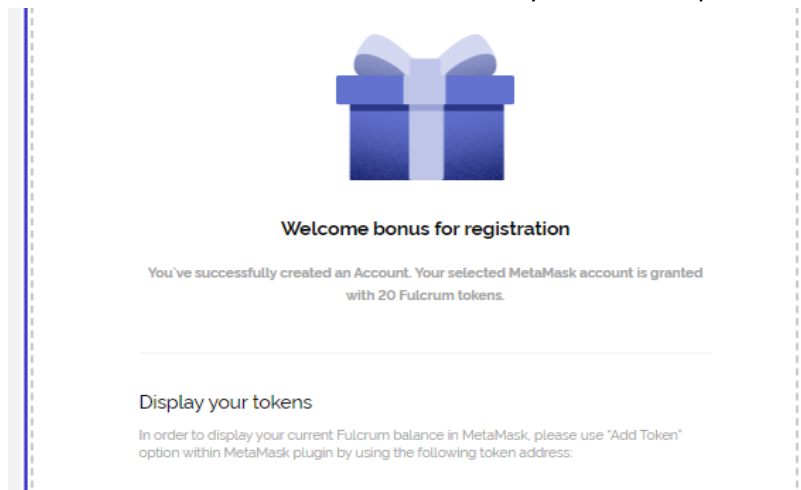 Welcome bonus for registration
You`ve successfully created an Account. Your selected MetaMask account is granted
with 20 Fulcrum tokens.
Display your tokens
In order to display your current Fulcrum balance in MetaMask, please use "Add Token"
option within MetaMask plugin by using the following token address: